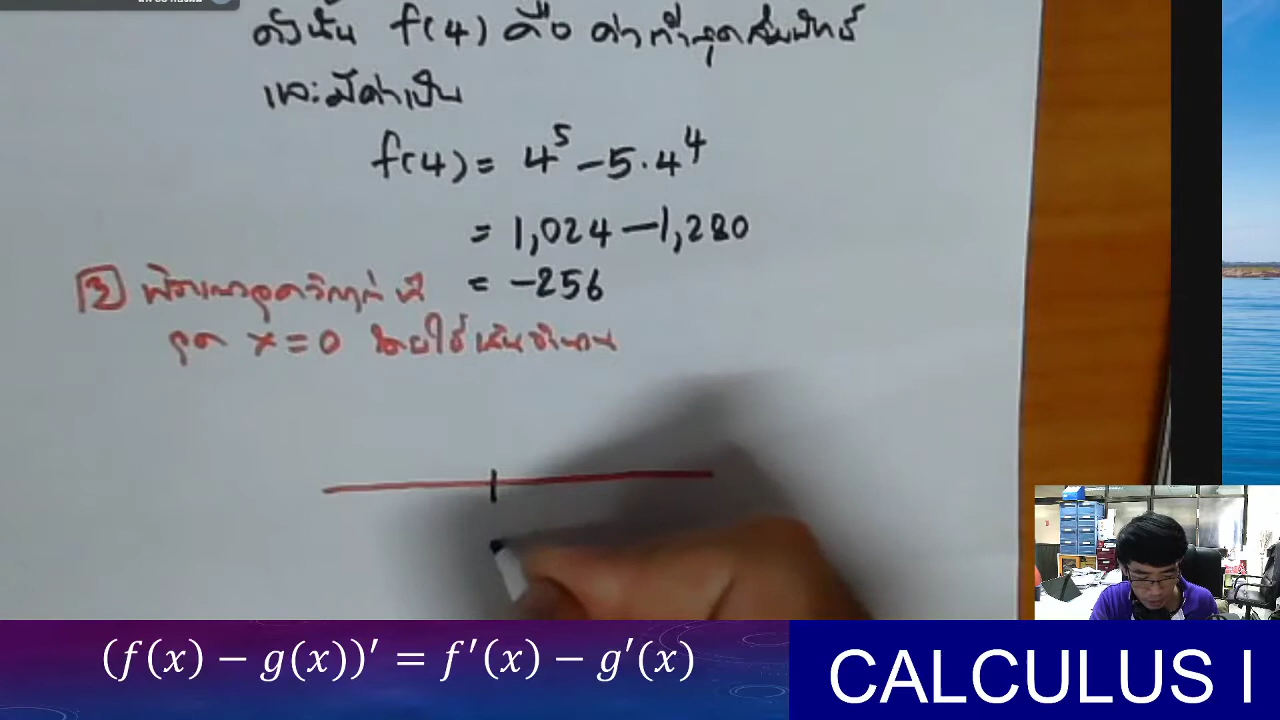 ดังนั้น f(4) คือ ค่าต่ำสุดสัมพัทธ์
และมีค่าเป็น
f(4) = 4⁵ – 5·4⁴
= 1,024 – 1,280
= –256
3 พิจารณาจุดวิกฤตที่
จุด x = 0 โดยใช้เส้นจำนวน
(f(x) − g(x))′ = f′(x) − g′(x)
CALCULUS I